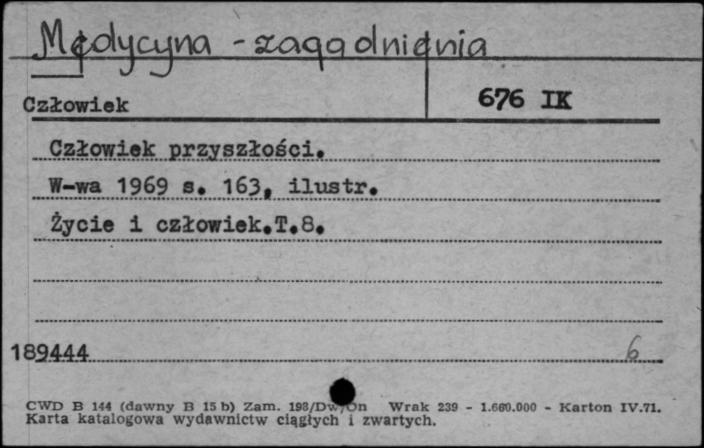 Medycyna - zagadnienia
Człowiek 676 IK
Człowiek przyszłości.
W-wa 1969 s. 163, ilustr.
Życie i człowiek.T.8.
189444 6
CWD B 144 (dawny B 15 b) Zam. 198/Dw/On Wrak 239 - 1.660.000 - Karton IV.71.
Karta katalogowa wydawnictw ciągłych i zwartych.